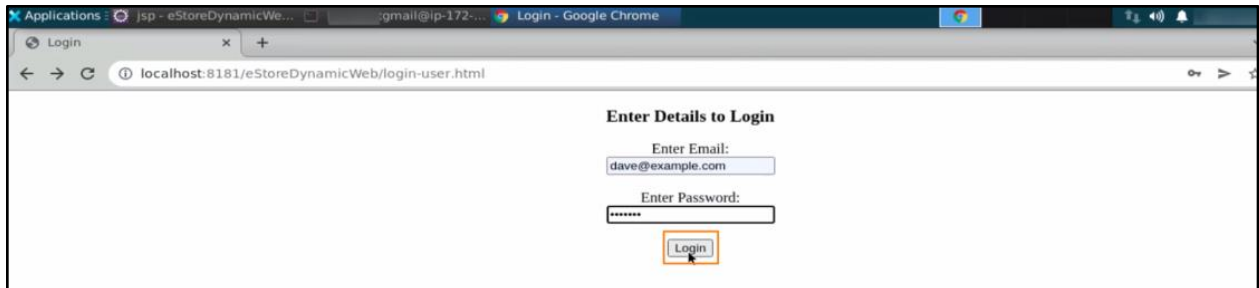 Applications jsp - eStoreDynamicWe... :gmail@ip-172-... Login - Google Chrome
Login
localhost:8181/eStoreDynamicWeb/login-user.html
Enter Details to Login
Enter Email:
dave@example.com
Enter Password:
•••••••
Login